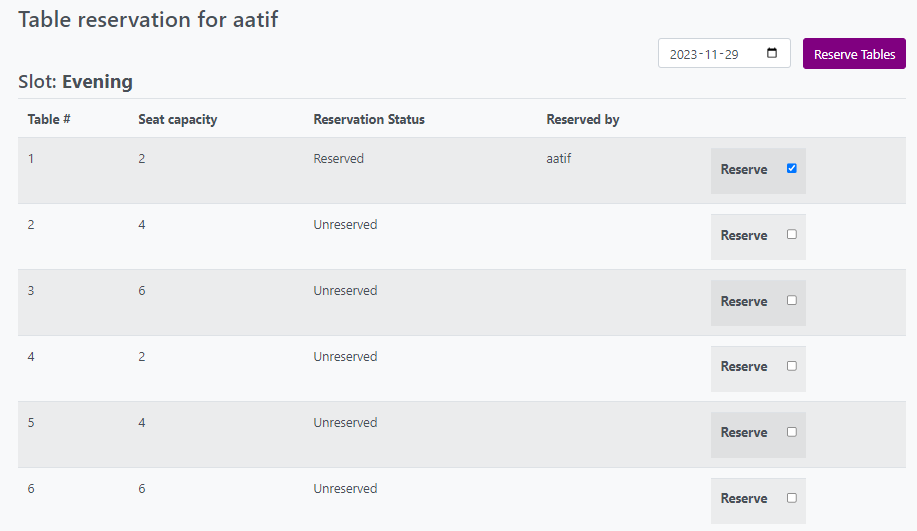 Table reservation for aatif
2023-11-29 Reserve Tables
Slot: Evening
Table # Seat capacity Reservation Status Reserved by
1 2 Reserved aatif Reserve
2 4 Unreserved Reserve
3 6 Unreserved Reserve
4 2 Unreserved Reserve
5 4 Unreserved Reserve
6 6 Unreserved Reserve